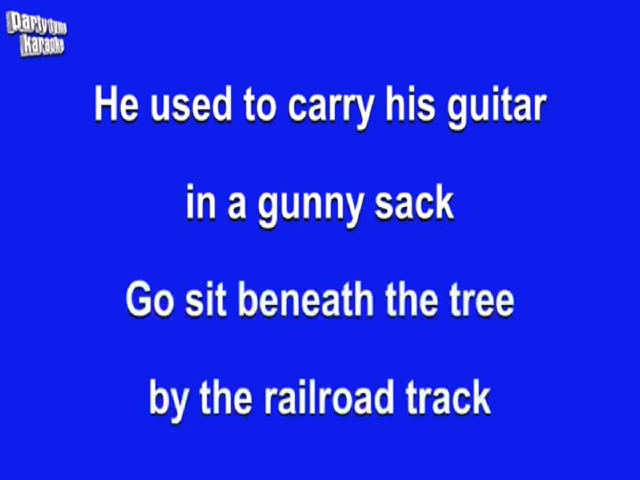 Party Tyme
Karaoke
He used to carry his guitar
in a gunny sack
Go sit beneath the tree
by the railroad track